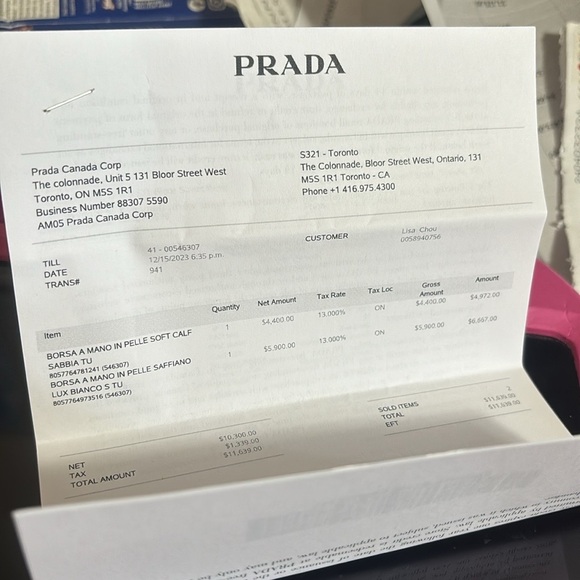 PRADA
Prada Canada Corp
The colonnade, Unit 5 131 Bloor Street West
Toronto, ON M5S 1R1
Business Number 88307 5590
AM05 Prada Canada Corp
S321 - Toronto
The Colonnade, Bloor Street West, Ontario, 131
M5S 1R1 Toronto - CA
Phone +1 416.975.4300
TILL 41 - 00546307
DATE 12/15/2023 6:35 p.m.
TRANS# 941
CUSTOMER Lisa Chou
0058940756
Item Quantity Net Amount Tax Rate Tax Loc Gross Amount Amount
BORSA A MANO IN PELLE SOFT CALF 1 $4,400.00 13.000% ON $4,400.00 $4,972.00
SABBIA TU
8057764781241 (546307)
BORSA A MANO IN PELLE SAFFIANO 1 $5,900.00 13.000% ON $5,900.00 $6,667.00
LUX BIANCO S TU
8057764973516 (546307)
NET $10,300.00
TAX $1,339.00
TOTAL AMOUNT $11,639.00
SOLD ITEMS 2
TOTAL $11,639.00
EFT $11,639.00